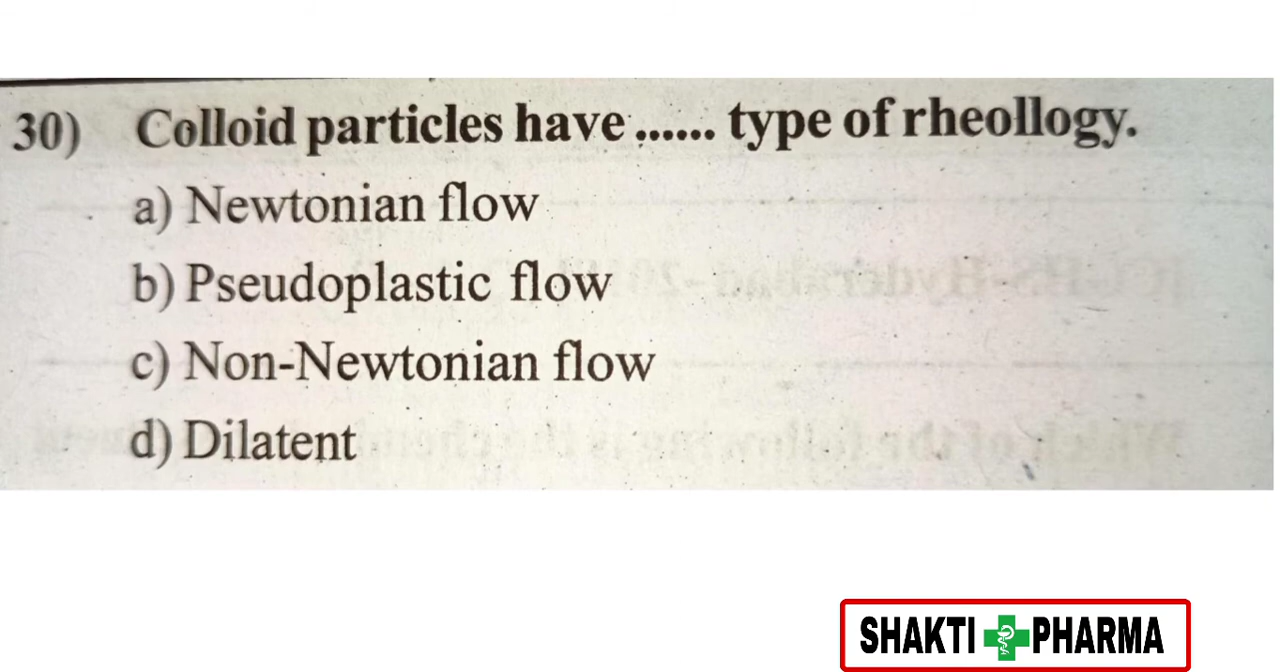 30) Colloid particles have ...... type of rheollogy.
a) Newtonian flow
b) Pseudoplastic flow
c) Non-Newtonian flow
d) Dilatent
SHAKTI PHARMA